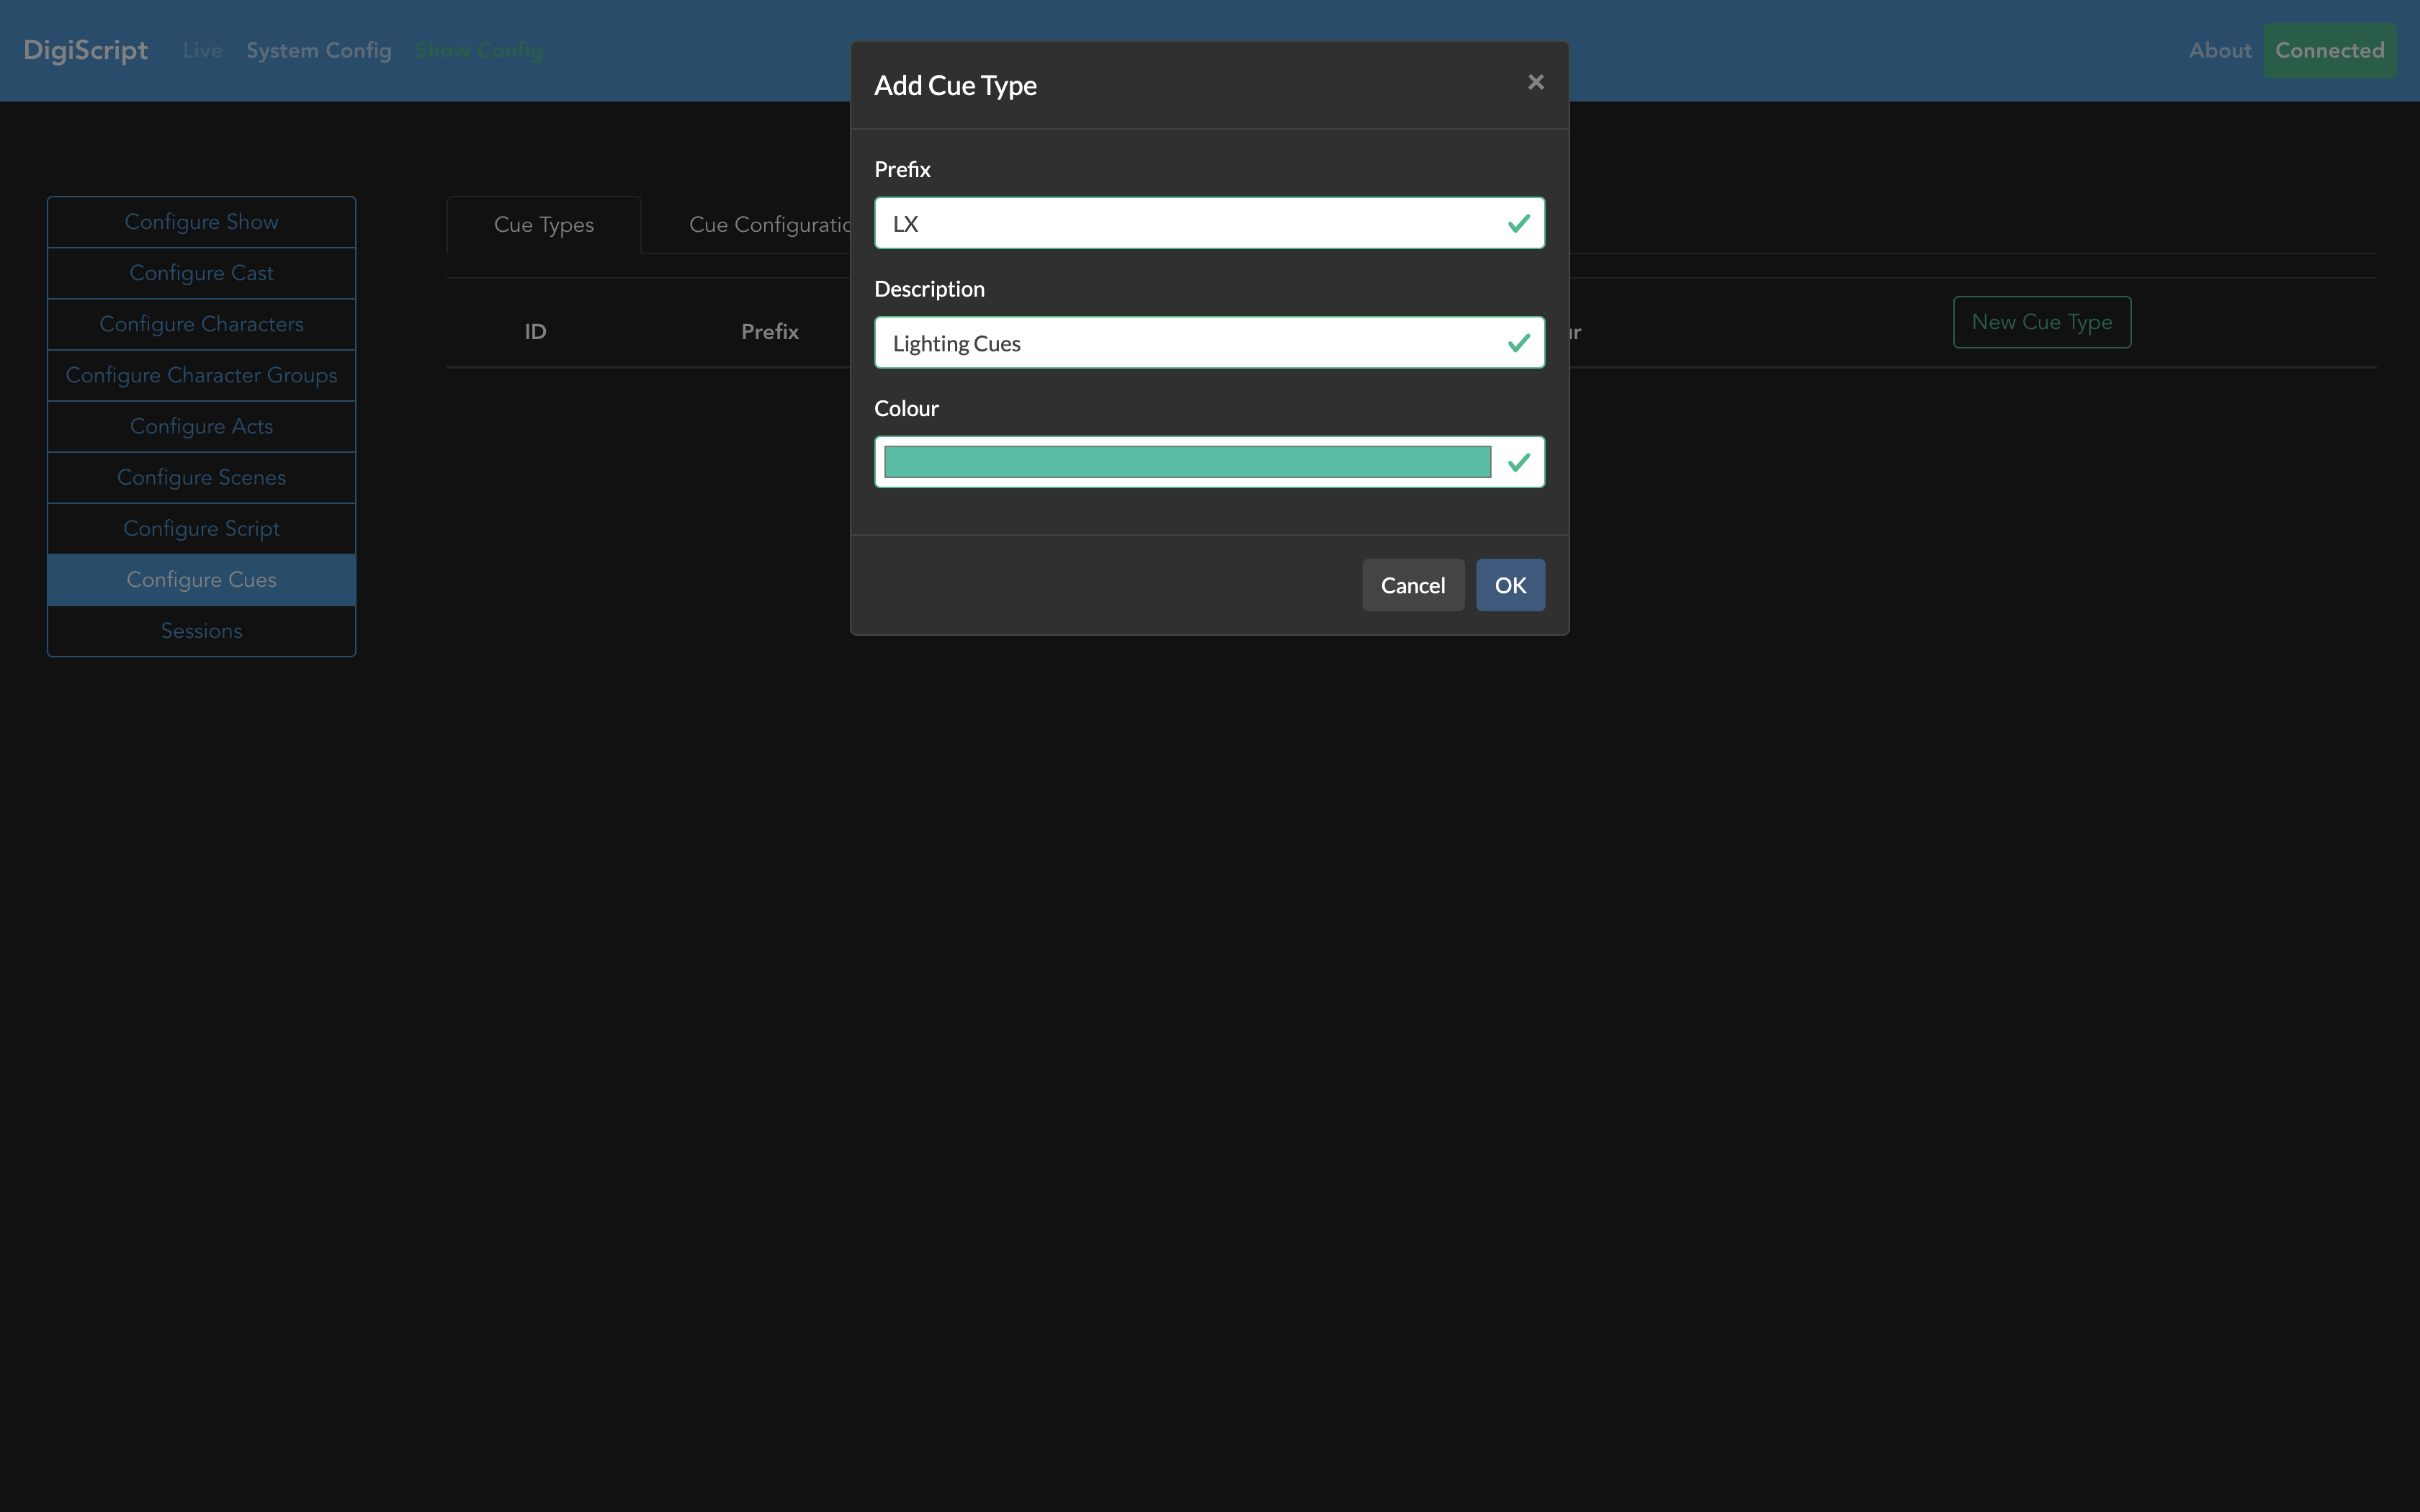 DigiScript Live System Config Show Config About Connected
Add Cue Type ×
Configure Show
Configure Cast
Configure Characters
Configure Character Groups
Configure Acts
Configure Scenes
Configure Script
Configure Cues
Sessions
Cue Types Cue Configuratio
ID Prefix New Cue Type
Prefix
LX
Description
Lighting Cues
Colour
Cancel OK